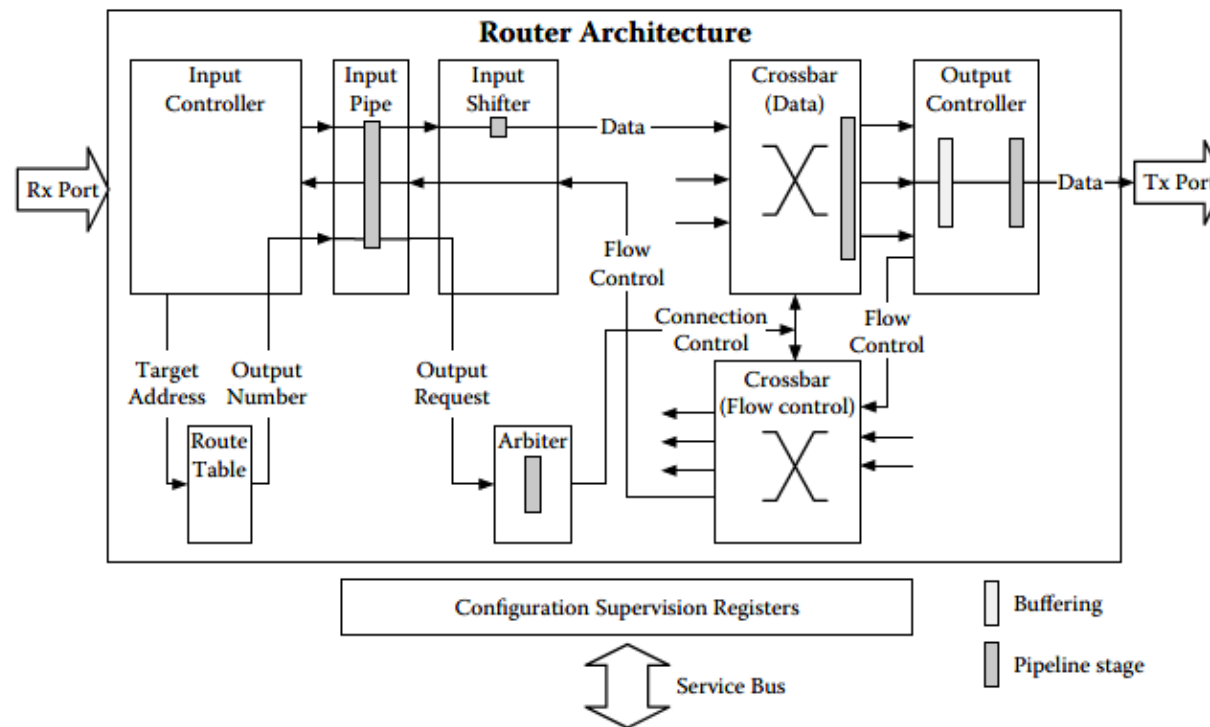 Router Architecture
Input
Controller
Input
Pipe
Input
Shifter
Crossbar
(Data)
Output
Controller
Data
Rx Port
Data
Tx Port
Flow
Control
Connection
Control
Flow
Control
Target
Address
Output
Number
Output
Request
Crossbar
(Flow control)
Route
Table
Arbiter
Configuration Supervision Registers
Buffering
Pipeline stage
Service Bus